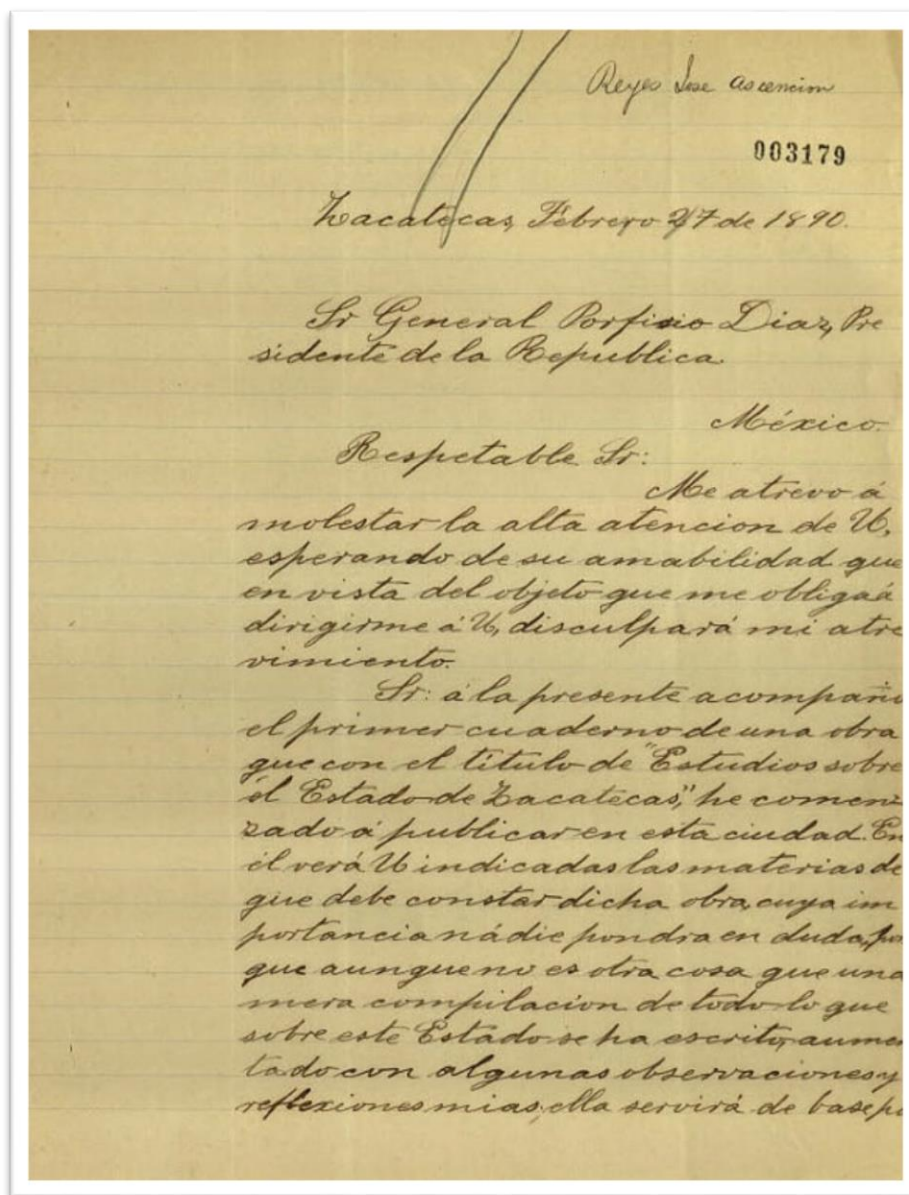 Reyes Jose Ascencion
003179
Zacatecas, Febrero 27 de 1890.
Sr General Porfirio Diaz, Pre
sidente de la Republica.
México.
Respetable Sr:
Me atrevo á
molestar la alta atencion de U,
esperando de su amabilidad que
en vista del objeto que me obliga á
dirigirme á U, disculpará mi atre
vimiento.
Sr: á la presente acompaño
el primer cuaderno de una obra
que con el título de "Estudios sobre
el Estado de Zacatecas," he comen
zado á publicar en esta ciudad. En
él verá U indicadas las materias de
que debe constar dicha obra, cuya im
portancia nádie pondra en duda, por
que aunque no es otra cosa que una
mera compilacion de todo lo que
sobre este Estado se ha escrito, aumen
tado con algunas observaciones y
reflexiones mias, ella servirá de base